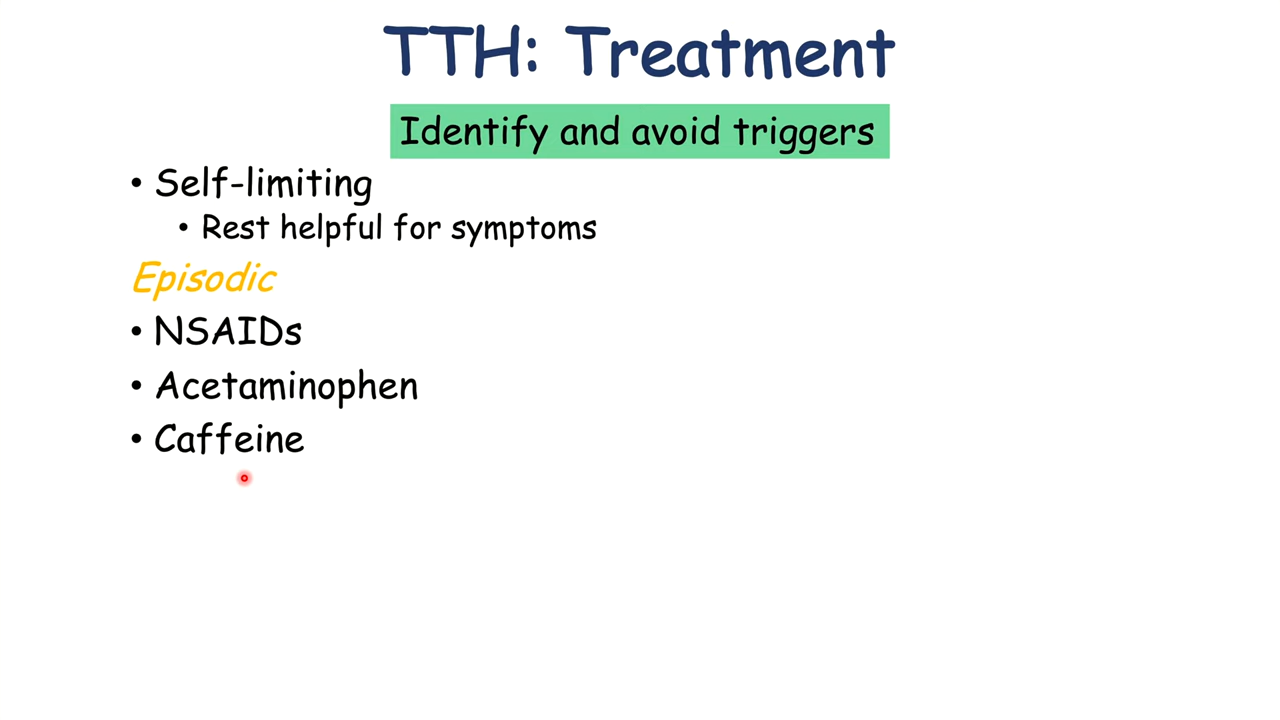 TTH: Treatment
Identify and avoid triggers
• Self-limiting
• Rest helpful for symptoms
Episodic
• NSAIDs
• Acetaminophen
• Caffeine